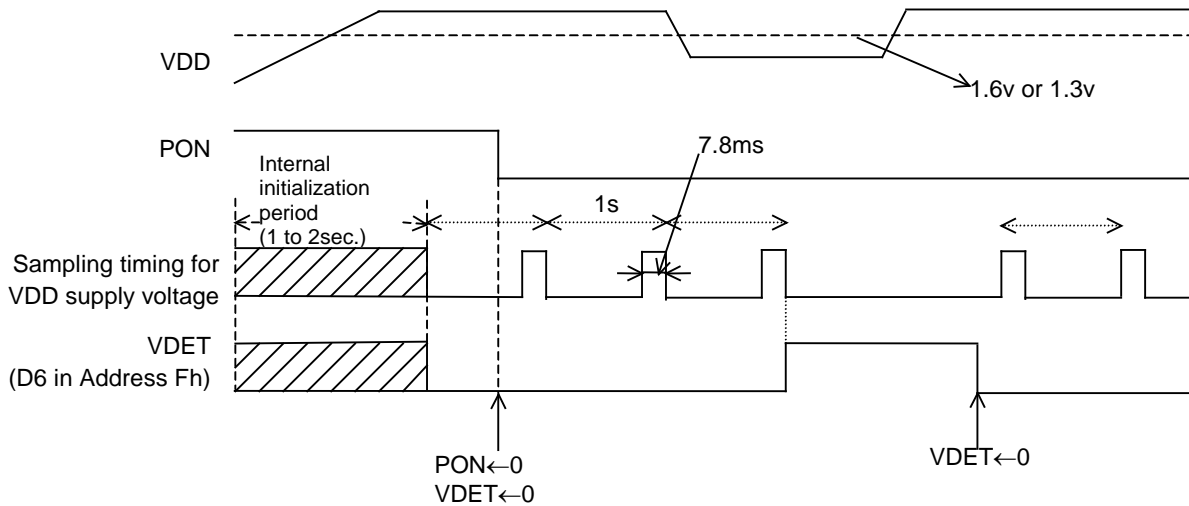 VDD
1.6v or 1.3v
PON
7.8ms
Internal
initialization
period
(1 to 2sec.)
1s
Sampling timing for
VDD supply voltage
VDET
(D6 in Address Fh)
PON←0
VDET←0
VDET←0